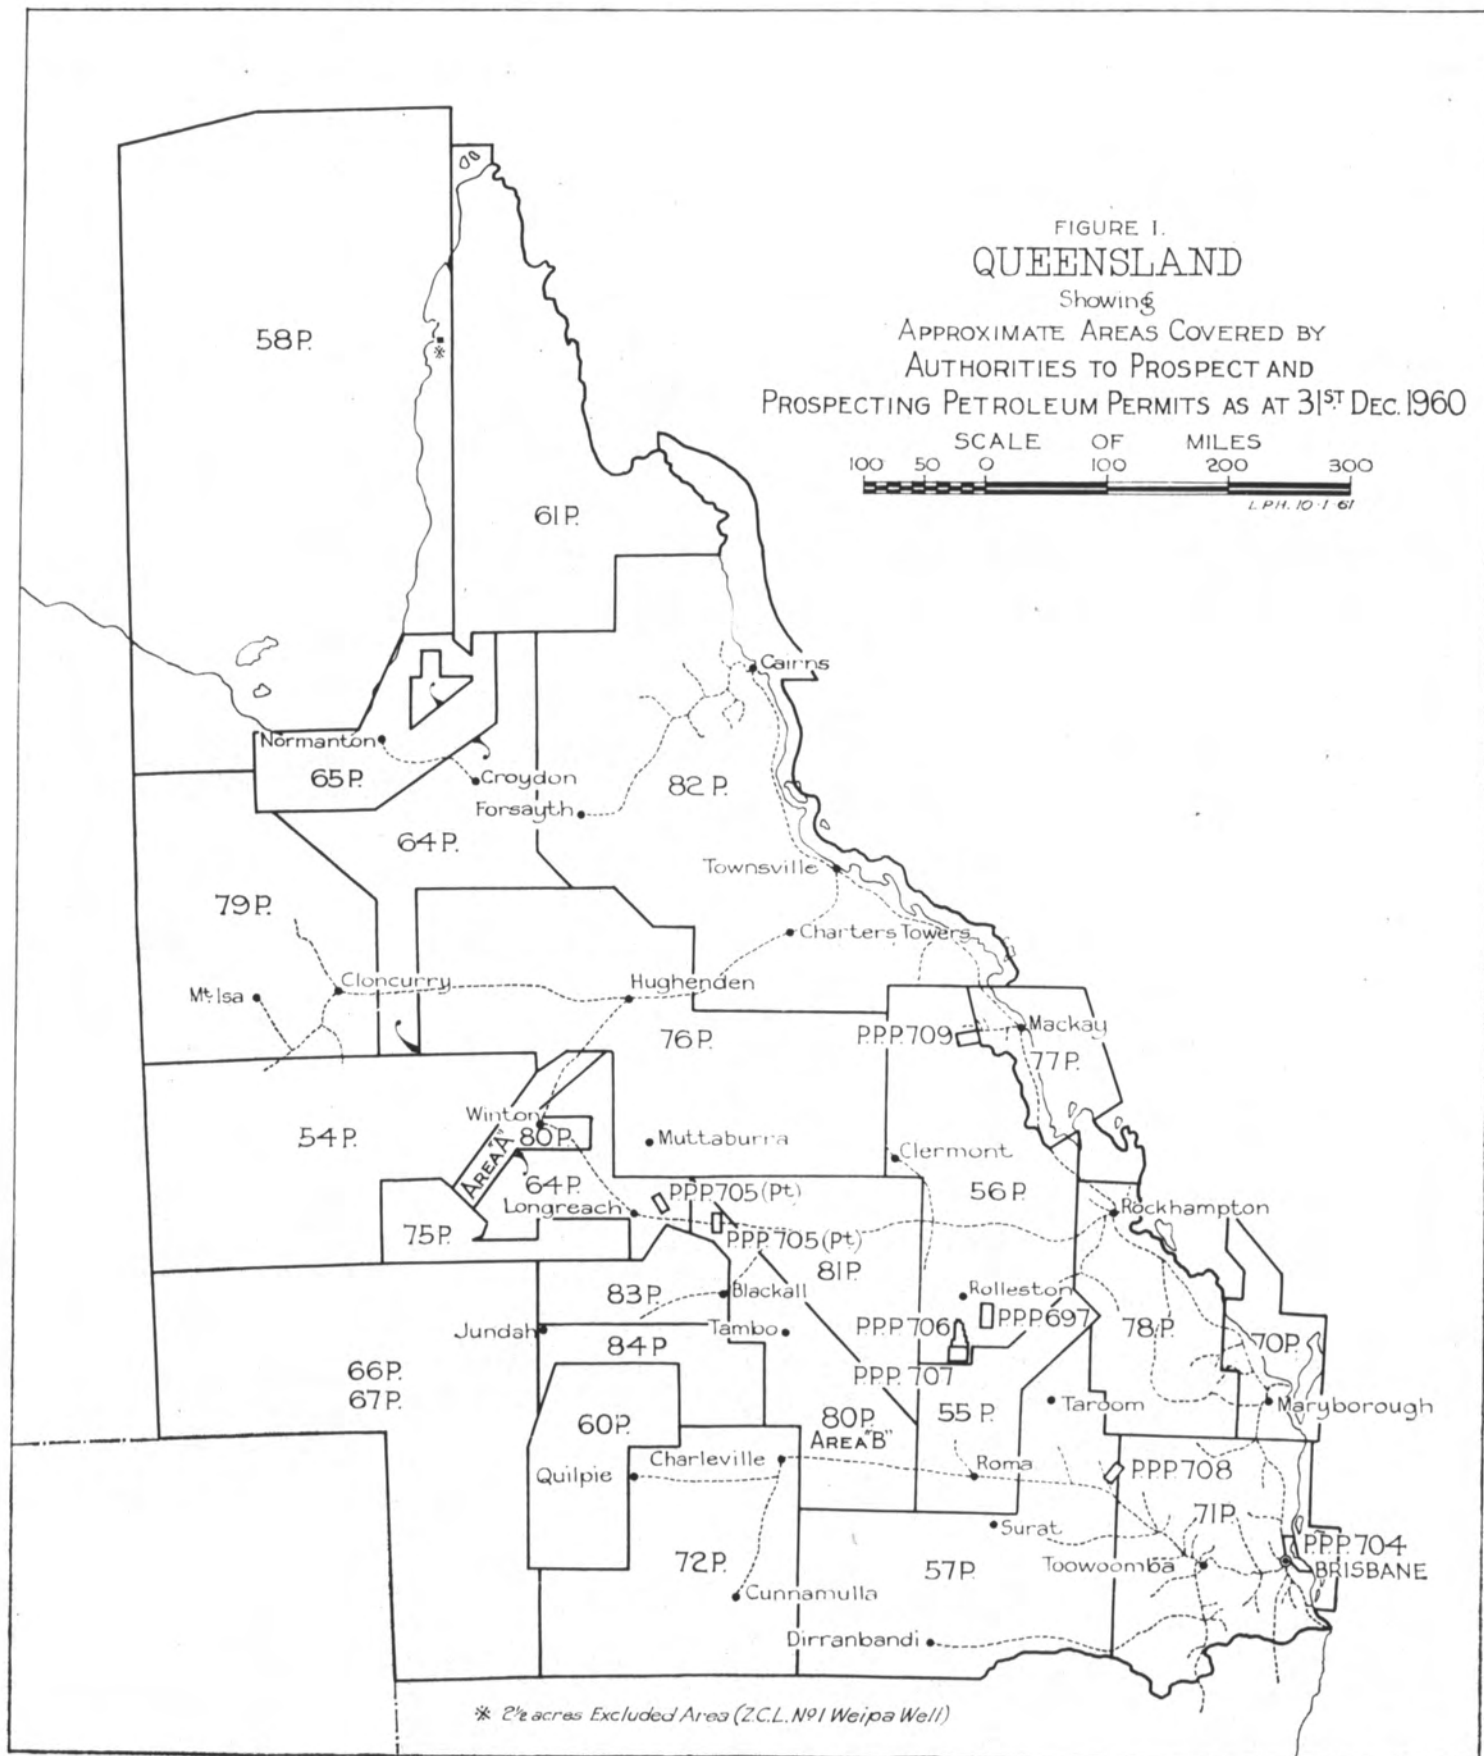 FIGURE I.
QUEENSLAND
Showing
APPROXIMATE AREAS COVERED BY
AUTHORITIES TO PROSPECT AND
PROSPECTING PETROLEUM PERMITS AS AT 31ST DEC. 1960
SCALE OF MILES
100 50 0 100 200 300
L.P.H. 10·1·61
58P.
※
61P.
Cairns
Normanton
65P.
Croydon
82P.
Forsayth
64P.
Townsville
79P.
Charters Towers
Cloncurry
Mt Isa
Hughenden
76P.
P.P.P. 709
Mackay
77P.
Winton
80P.
54P.
AREA "A"
Muttaburra
Clermont
64P.
P.P.P. 705 (Pt)
56P.
Longreach
Rockhampton
75P.
P.P.P. 705 (Pt)
81P.
83P.
Blackall
Rolleston
P.P.P. 697
Jundah
84P.
Tambo
P.P.P. 706
78P.
70P.
66P.
67P.
P.P.P. 707
60P.
80P.
AREA "B"
55P.
Taroom
Maryborough
Quilpie
Charleville
Roma
P.P.P. 708
71P.
Surat
P.P.P. 704
72P.
57P.
Toowoomba
BRISBANE
Cunnamulla
Dirranbandi
※ 2½ acres Excluded Area (Z.C.L. Nº 1 Weipa Well)